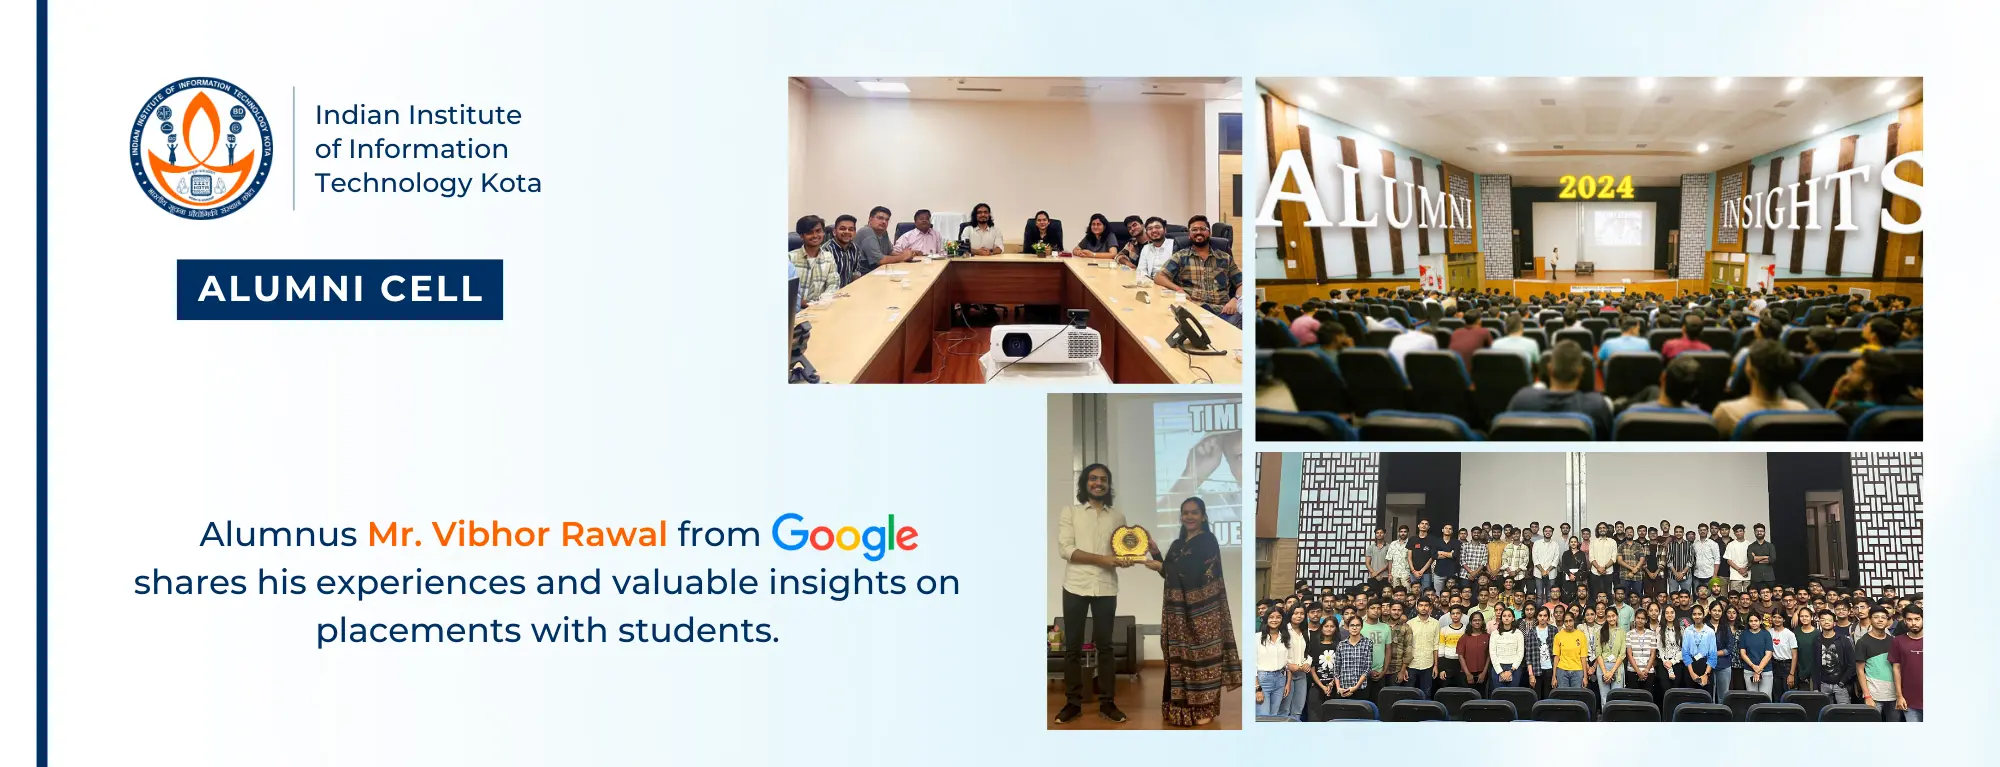 INDIAN INSTITUTE OF INFORMATION TECHNOLOGY KOTA
Indian Institute
of Information
Technology Kota
ALUMNI CELL
Alumnus Mr. Vibhor Rawal from Google
shares his experiences and valuable insights on
placements with students.
ALUMNI
2024
INSIGHTS
TIM